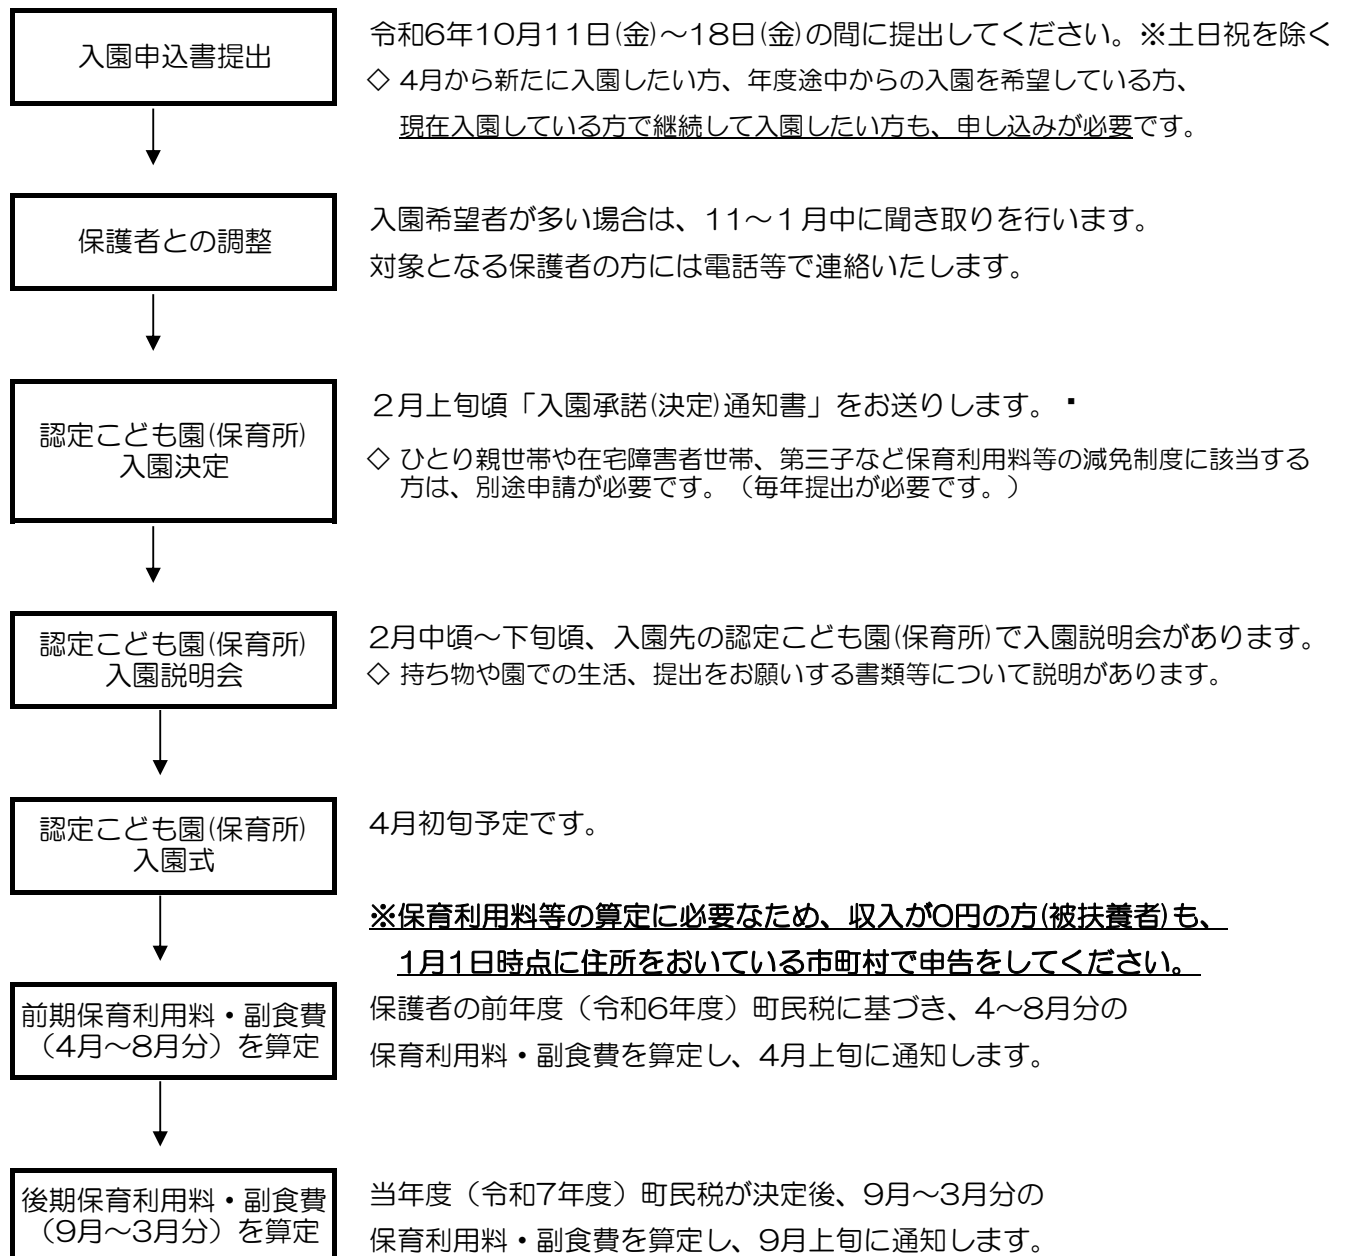 入園申込書提出
令和6年10月11日(金)～18日(金)の間に提出してください。※土日祝を除く
◇ 4月から新たに入園したい方、年度途中からの入園を希望している方、
現在入園している方で継続して入園したい方も、申し込みが必要です。
保護者との調整
入園希望者が多い場合は、11～１月中に聞き取りを行います。
対象となる保護者の方には電話等で連絡いたします。
認定こども園(保育所)
入園決定
２月上旬頃「入園承諾(決定)通知書」をお送りします。
◇ ひとり親世帯や在宅障害者世帯、第三子など保育利用料等の減免制度に該当する
方は、別途申請が必要です。（毎年提出が必要です。）
認定こども園(保育所)
入園説明会
2月中頃～下旬頃、入園先の認定こども園(保育所)で入園説明会があります。
◇ 持ち物や園での生活、提出をお願いする書類等について説明があります。
認定こども園(保育所)
入園式
4月初旬予定です。
※保育利用料等の算定に必要なため、収入が0円の方(被扶養者)も、
1月1日時点に住所をおいている市町村で申告をしてください。
前期保育利用料・副食費
（4月～8月分）を算定
保護者の前年度（令和6年度）町民税に基づき、4～8月分の
保育利用料・副食費を算定し、4月上旬に通知します。
後期保育利用料・副食費
（9月～3月分）を算定
当年度（令和7年度）町民税が決定後、9月～3月分の
保育利用料・副食費を算定し、9月上旬に通知します。